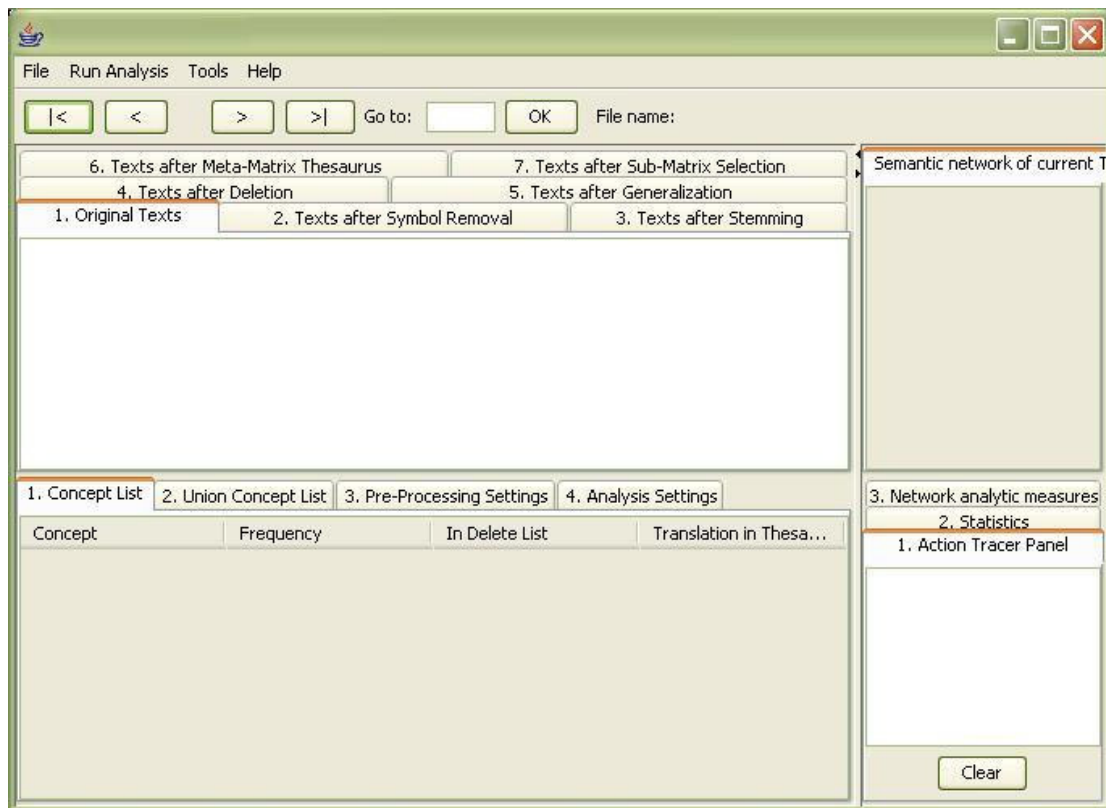 File Run Analysis Tools Help
|< < > >| Go to: OK File name:
6. Texts after Meta-Matrix Thesaurus 7. Texts after Sub-Matrix Selection
4. Texts after Deletion 5. Texts after Generalization
1. Original Texts 2. Texts after Symbol Removal 3. Texts after Stemming
Semantic network of current T
1. Concept List 2. Union Concept List 3. Pre-Processing Settings 4. Analysis Settings
Concept Frequency In Delete List Translation in Thesa...
3. Network analytic measures
2. Statistics
1. Action Tracer Panel
Clear